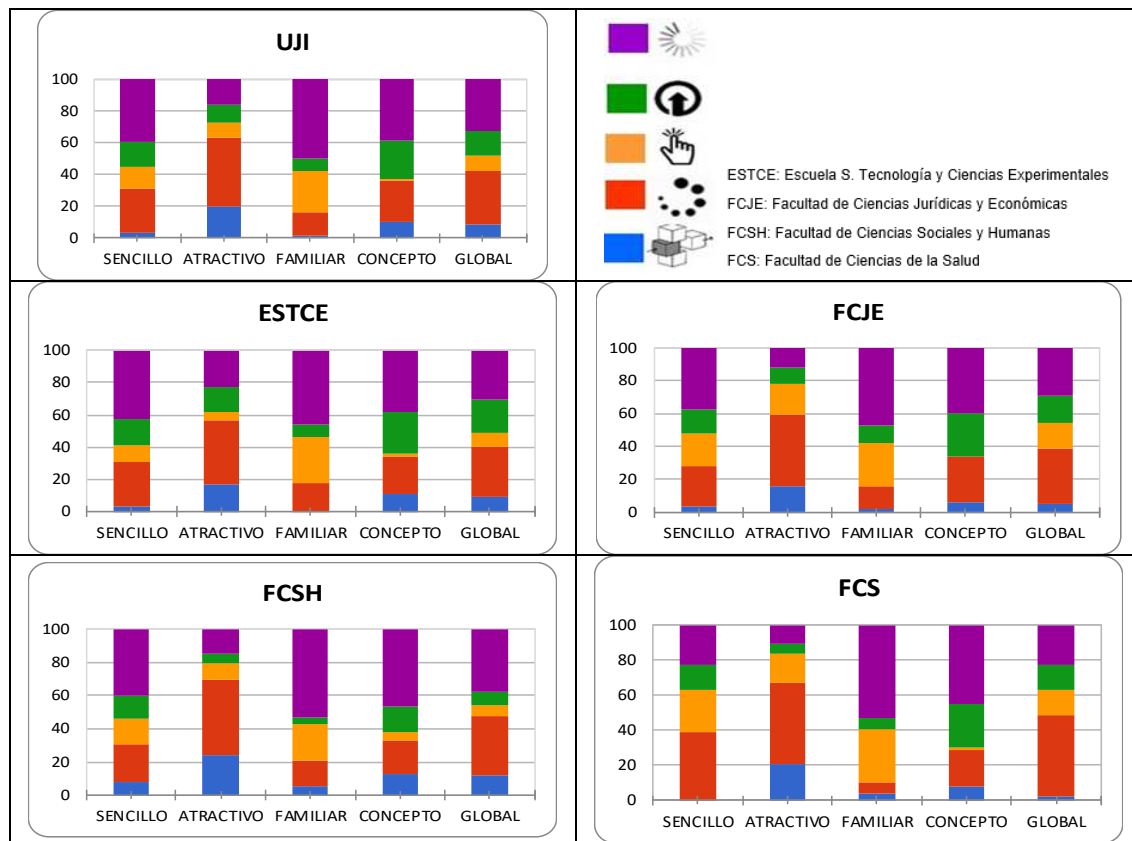 UJI
100
80
60
40
20
0
SENCILLO ATRACTIVO FAMILIAR CONCEPTO GLOBAL
ESTCE: Escuela S. Tecnología y Ciencias Experimentales
FCJE: Facultad de Ciencias Jurídicas y Económicas
FCSH: Facultad de Ciencias Sociales y Humanas
FCS: Facultad de Ciencias de la Salud
ESTCE
100
80
60
40
20
0
SENCILLO ATRACTIVO FAMILIAR CONCEPTO GLOBAL
FCJE
100
80
60
40
20
0
SENCILLO ATRACTIVO FAMILIAR CONCEPTO GLOBAL
FCSH
100
80
60
40
20
0
SENCILLO ATRACTIVO FAMILIAR CONCEPTO GLOBAL
FCS
100
80
60
40
20
0
SENCILLO ATRACTIVO FAMILIAR CONCEPTO GLOBAL